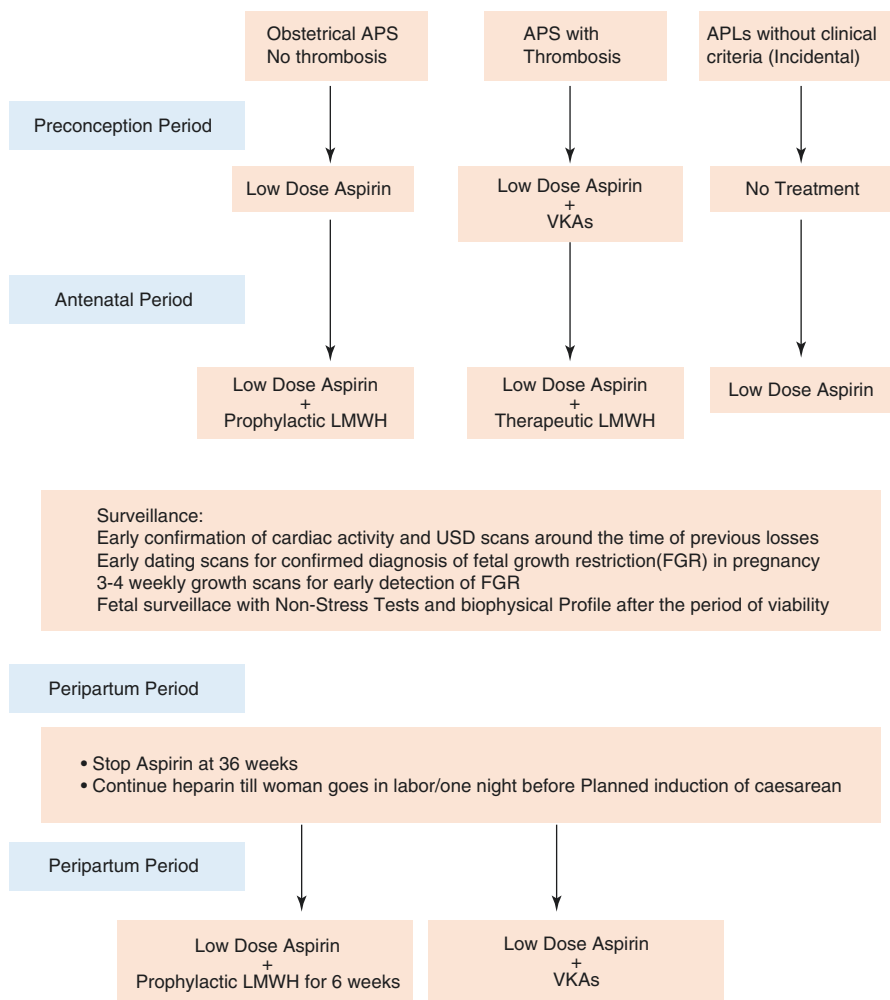 Obstetrical APS
No thrombosis
APS with
Thrombosis
APLs without clinical
criteria (Incidental)
Preconception Period
Low Dose Aspirin
Low Dose Aspirin
+
VKAs
No Treatment
Antenatal Period
Low Dose Aspirin
+
Prophylactic LMWH
Low Dose Aspirin
+
Therapeutic LMWH
Low Dose Aspirin
Surveillance:
Early confirmation of cardiac activity and USD scans around the time of previous losses
Early dating scans for confirmed diagnosis of fetal growth restriction(FGR) in pregnancy
3-4 weekly growth scans for early detection of FGR
Fetal surveillace with Non-Stress Tests and biophysical Profile after the period of viability
Peripartum Period
• Stop Aspirin at 36 weeks
• Continue heparin till woman goes in labor/one night before Planned induction of caesarean
Peripartum Period
Low Dose Aspirin
+
Prophylactic LMWH for 6 weeks
Low Dose Aspirin
+
VKAs